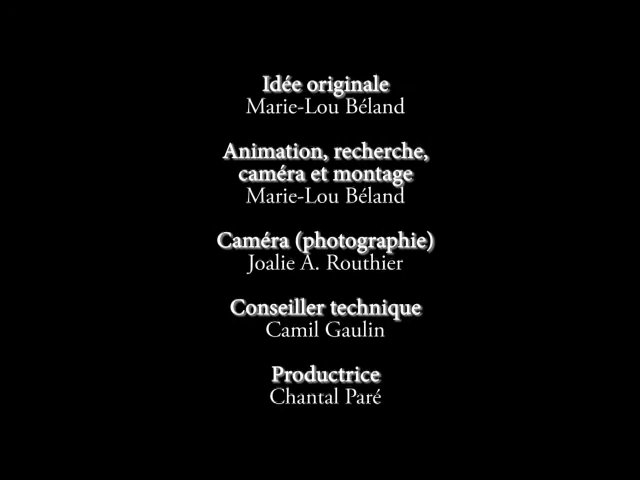 Idée originale
Marie-Lou Béland
Animation, recherche,
caméra et montage
Marie-Lou Béland
Caméra (photographie)
Joalie A. Routhier
Conseiller technique
Camil Gaulin
Productrice
Chantal Paré